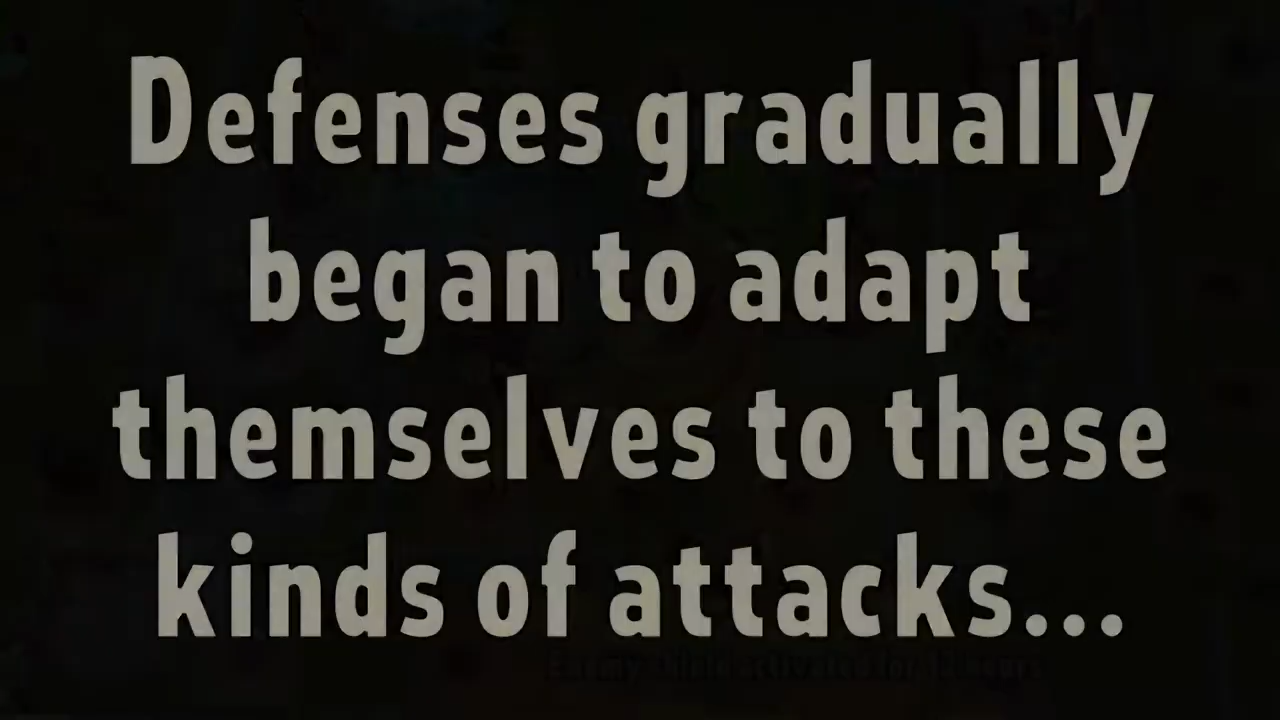 Defenses gradually
began to adapt
themselves to these
kinds of attacks...